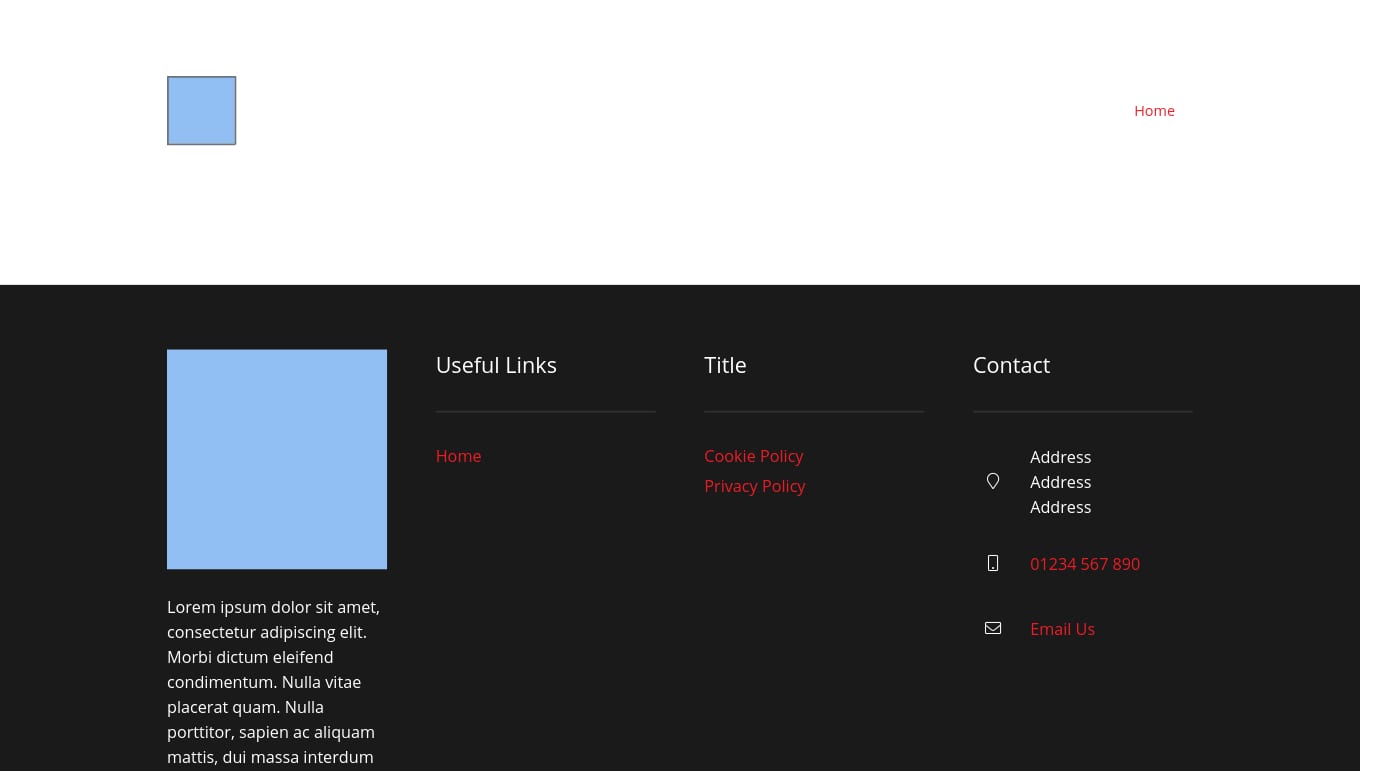 Home
Useful Links
Home
Title
Cookie Policy
Privacy Policy
Contact
Address
Address
Address
01234 567 890
Email Us
Lorem ipsum dolor sit amet,
consectetur adipiscing elit.
Morbi dictum eleifend
condimentum. Nulla vitae
placerat quam. Nulla
porttitor, sapien ac aliquam
mattis, dui massa interdum